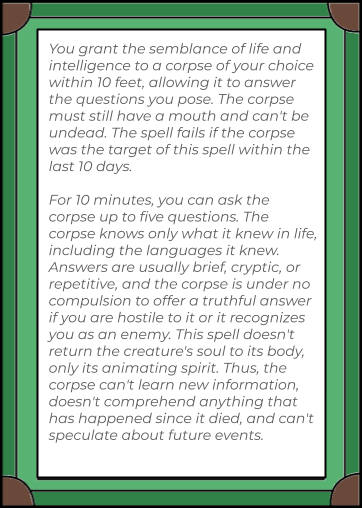 You grant the semblance of life and
intelligence to a corpse of your choice
within 10 feet, allowing it to answer
the questions you pose. The corpse
must still have a mouth and can't be
undead. The spell fails if the corpse
was the target of this spell within the
last 10 days.

For 10 minutes, you can ask the
corpse up to five questions. The
corpse knows only what it knew in life,
including the languages it knew.
Answers are usually brief, cryptic, or
repetitive, and the corpse is under no
compulsion to offer a truthful answer
if you are hostile to it or it recognizes
you as an enemy. This spell doesn't
return the creature's soul to its body,
only its animating spirit. Thus, the
corpse can't learn new information,
doesn't comprehend anything that
has happened since it died, and can't
speculate about future events.